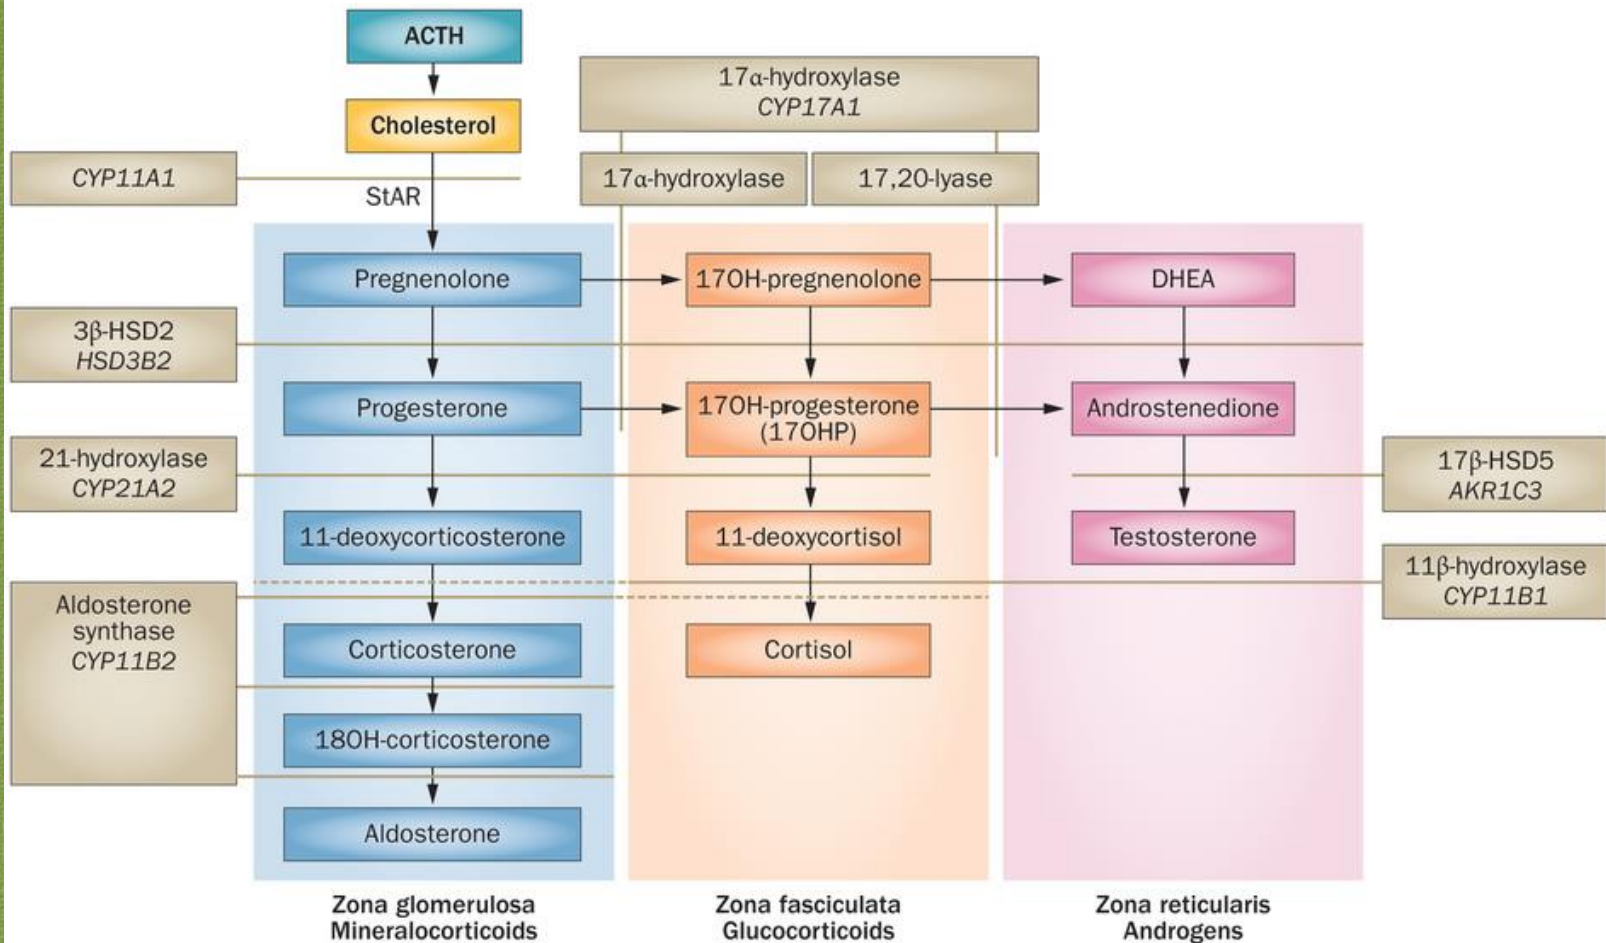 ACTH
Cholesterol
17α-hydroxylase
CYP17A1
CYP11A1
StAR
17α-hydroxylase
17,20-lyase
Pregnenolone
17OH-pregnenolone
DHEA
3β-HSD2
HSD3B2
Progesterone
17OH-progesterone
(17OHP)
Androstenedione
21-hydroxylase
CYP21A2
17β-HSD5
AKR1C3
11-deoxycorticosterone
11-deoxycortisol
Testosterone
11β-hydroxylase
CYP11B1
Aldosterone
synthase
CYP11B2
Corticosterone
Cortisol
18OH-corticosterone
Aldosterone
Zona glomerulosa
Mineralocorticoids
Zona fasciculata
Glucocorticoids
Zona reticularis
Androgens